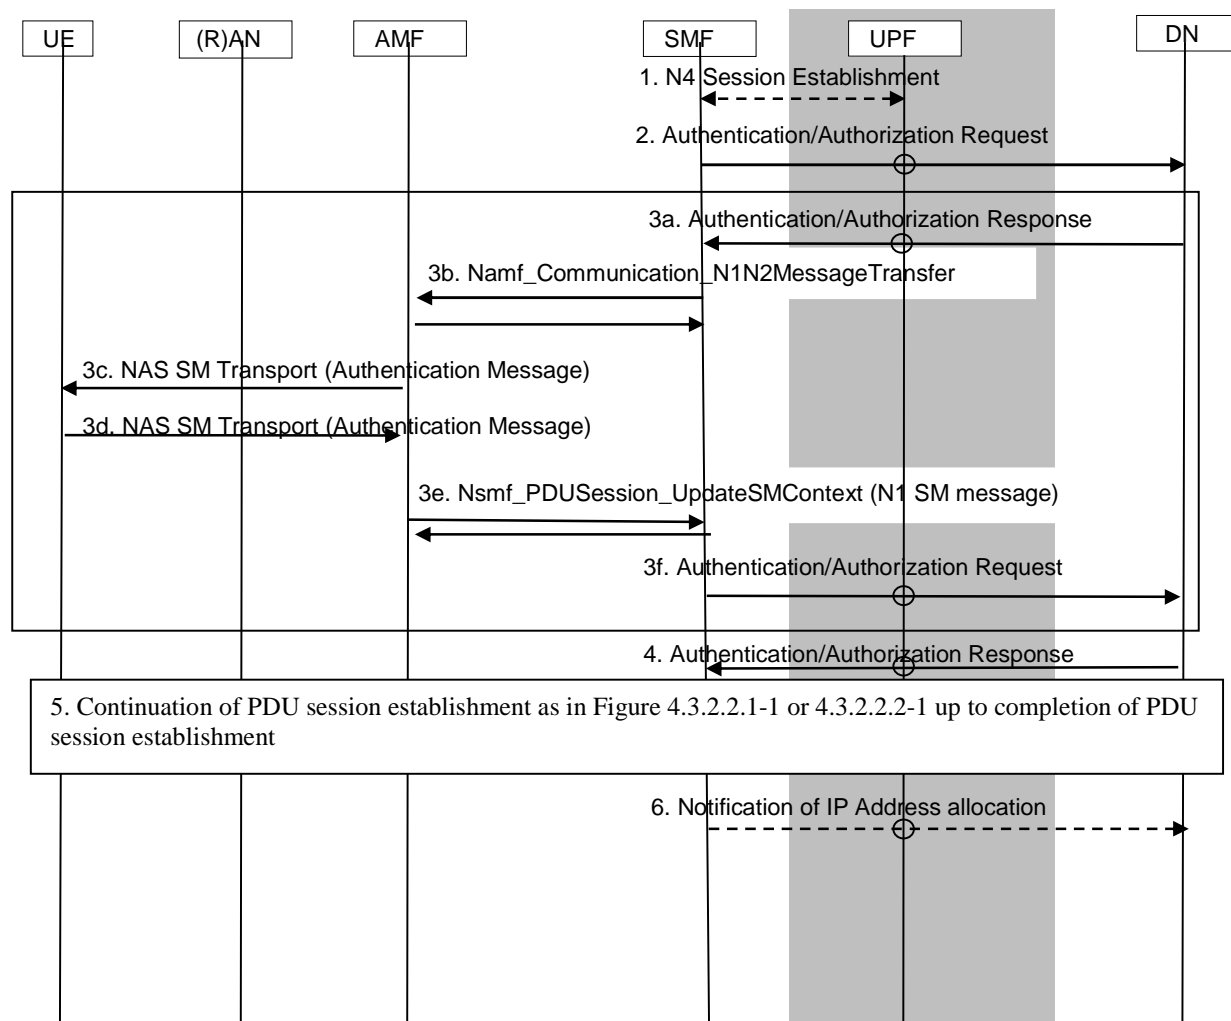 UE (R)AN AMF SMF UPF DN
1. N4 Session Establishment
2. Authentication/Authorization Request
3a. Authentication/Authorization Response
3b. Namf_Communication_N1N2MessageTransfer
3c. NAS SM Transport (Authentication Message)
3d. NAS SM Transport (Authentication Message)
3e. Nsmf_PDUSession_UpdateSMContext (N1 SM message)
3f. Authentication/Authorization Request
4. Authentication/Authorization Response
5. Continuation of PDU session establishment as in Figure 4.3.2.2.1-1 or 4.3.2.2.2-1 up to completion of PDU
session establishment
6. Notification of IP Address allocation